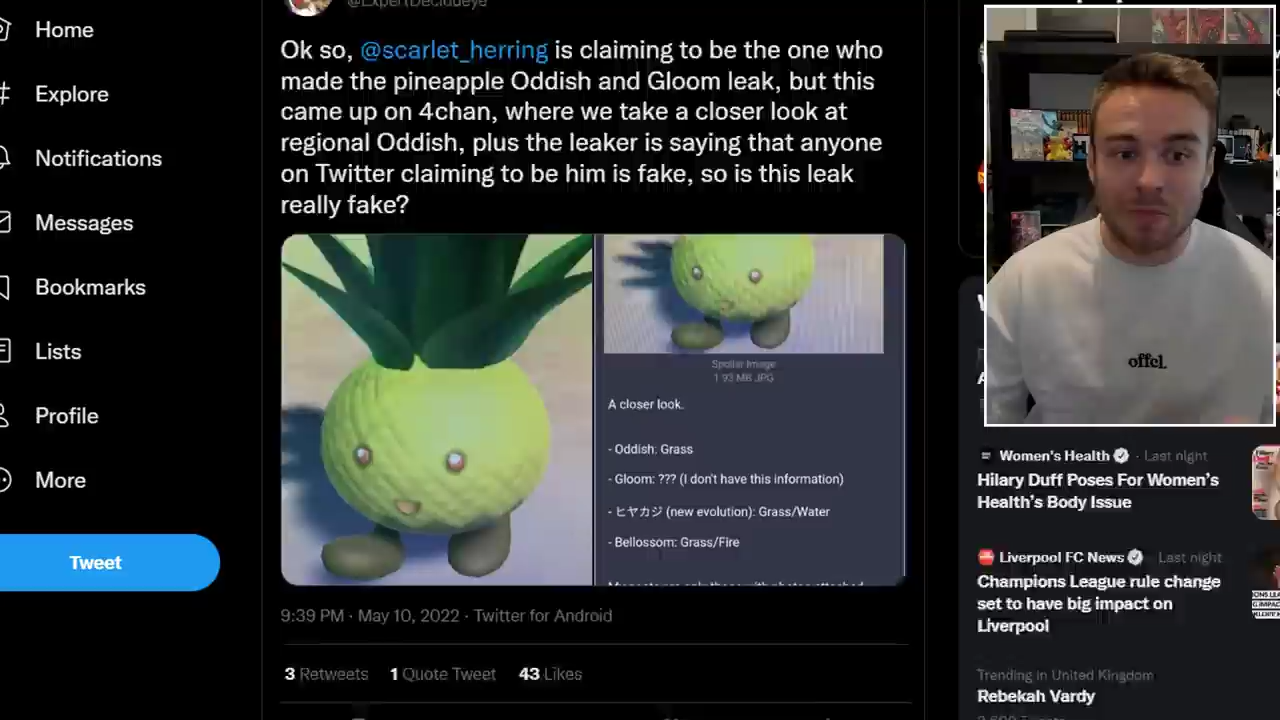 Home
Explore
Notifications
Messages
Bookmarks
Lists
Profile
More
Tweet
@ExpertDecidueye
Ok so, @scarlet_herring is claiming to be the one who
made the pineapple Oddish and Gloom leak, but this
came up on 4chan, where we take a closer look at
regional Oddish, plus the leaker is saying that anyone
on Twitter claiming to be him is fake, so is this leak
really fake?
Spoiler Image
1.93 MB JPG
A closer look.
- Oddish: Grass
- Gloom: ??? (I don't have this information)
- ヒヤカジ (new evolution): Grass/Water
- Bellossom: Grass/Fire
9:39 PM · May 10, 2022 · Twitter for Android
3 Retweets 1 Quote Tweet 43 Likes
offcl.
Women's Health · Last night
Hilary Duff Poses For Women's
Health's Body Issue
Liverpool FC News · Last night
Champions League rule change
set to have big impact on
Liverpool
Trending in United Kingdom
Rebekah Vardy